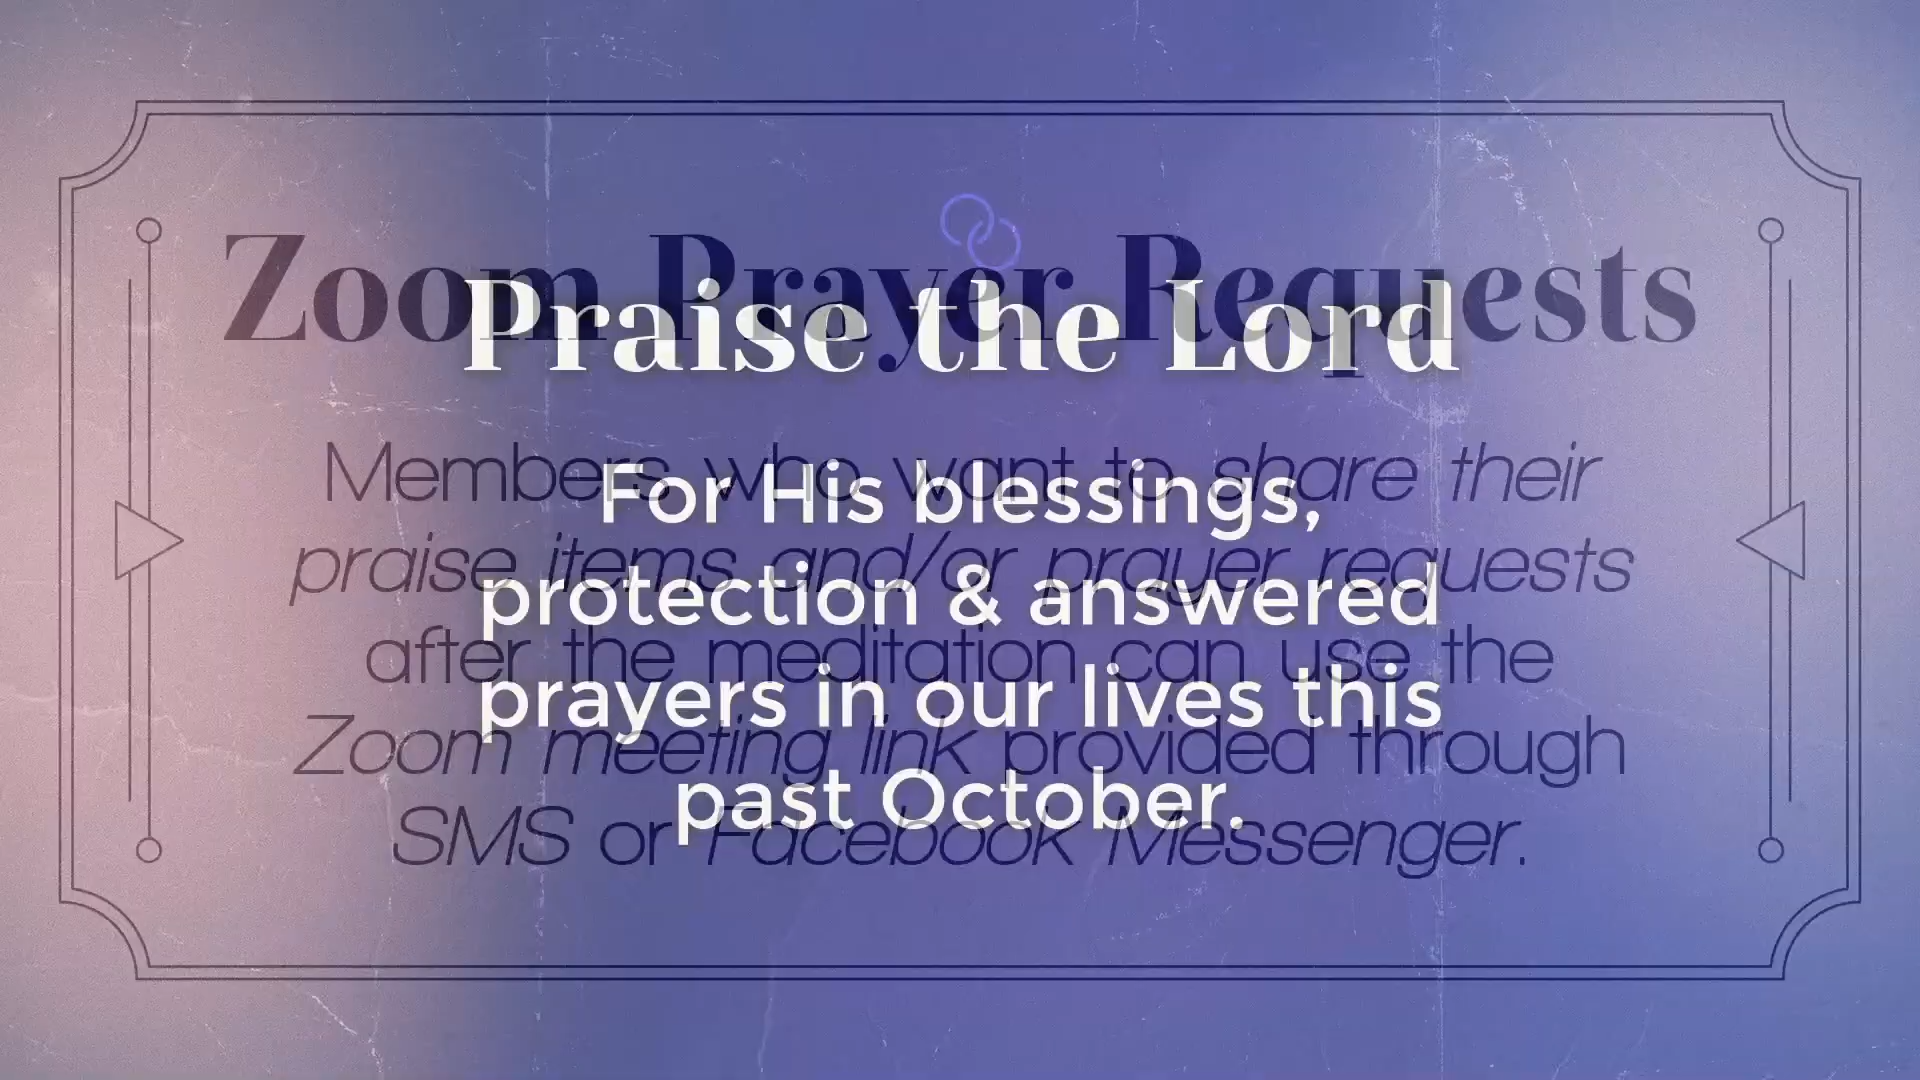 Zoom Prayer Requests
Members who want to share their
praise items and/or prayer requests
after the meditation can use the
Zoom meeting link provided through
SMS or Facebook Messenger.
Praise the Lord
For His blessings,
protection & answered
prayers in our lives this
past October.